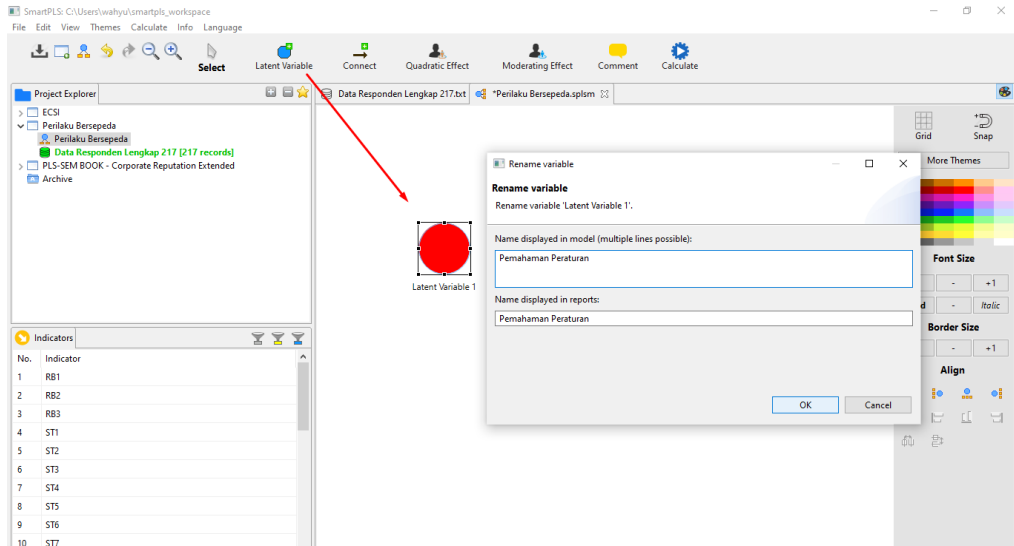 SmartPLS: C:\Users\wahyu\smartpls_workspace
File Edit View Themes Calculate Info Language
Select
Latent Variable
Connect
Quadratic Effect
Moderating Effect
Comment
Calculate
Project Explorer
Data Responden Lengkap 217.txt
*Perilaku Bersepeda.splsm
ECSI
Perilaku Bersepeda
Perilaku Bersepeda
Data Responden Lengkap 217 [217 records]
PLS-SEM BOOK - Corporate Reputation Extended
Archive
Latent Variable 1
Rename variable
Rename variable
Rename variable 'Latent Variable 1'.
Name displayed in model (multiple lines possible):
Pemahaman Peraturan
Name displayed in reports:
Pemahaman Peraturan
OK
Cancel
Grid
Snap
More Themes
Font Size
- +1
d - Italic
Border Size
- +1
Align
Indicators
No. Indicator
1 RB1
2 RB2
3 RB3
4 ST1
5 ST2
6 ST3
7 ST4
8 ST5
9 ST6
10 ST7